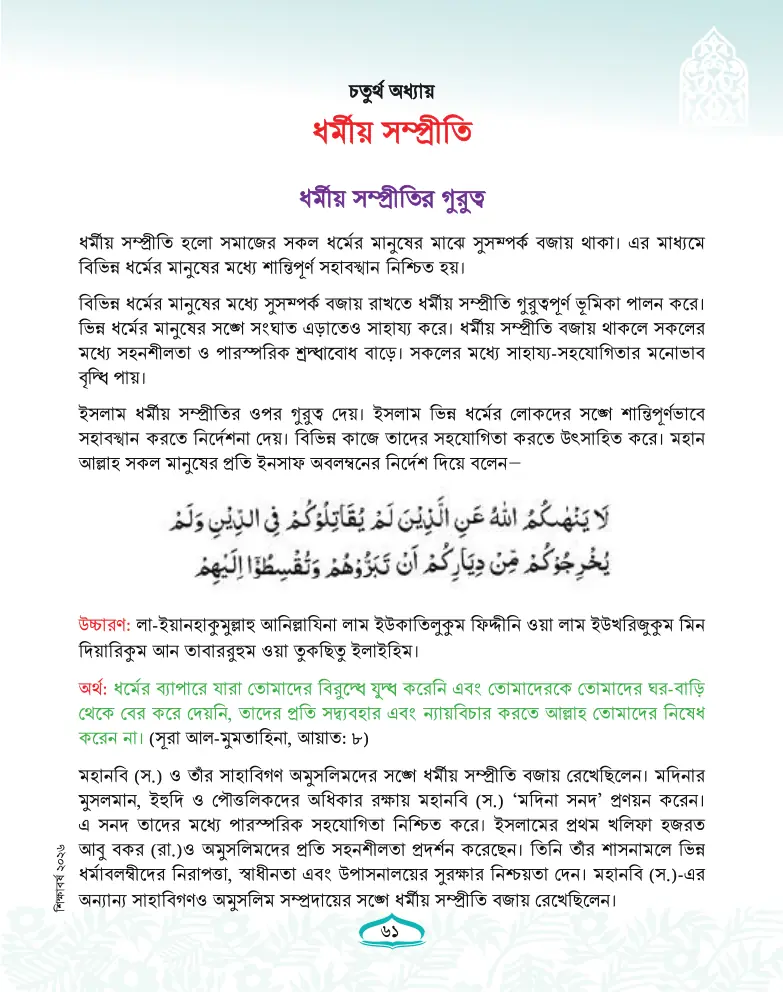 চতুর্থ অধ্যায়
ধর্মীয় সম্প্রীতি
ধর্মীয় সম্প্রীতির গুরুত্ব
ধর্মীয় সম্প্রীতি হলো সমাজের সকল ধর্মের মানুষের মাঝে সুসম্পর্ক বজায় থাকা। এর মাধ্যমে
বিভিন্ন ধর্মের মানুষের মধ্যে শান্তিপূর্ণ সহাবস্থান নিশ্চিত হয়।
বিভিন্ন ধর্মের মানুষের মধ্যে সুসম্পর্ক বজায় রাখতে ধর্মীয় সম্প্রীতি গুরুত্বপূর্ণ ভূমিকা পালন করে।
ভিন্ন ধর্মের মানুষের সঙ্গে সংঘাত এড়াতেও সাহায্য করে। ধর্মীয় সম্প্রীতি বজায় থাকলে সকলের
মধ্যে সহনশীলতা ও পারস্পরিক শ্রদ্ধাবোধ বাড়ে। সকলের মধ্যে সাহায্য-সহযোগিতার মনোভাব
বৃদ্ধি পায়।
ইসলাম ধর্মীয় সম্প্রীতির ওপর গুরুত্ব দেয়। ইসলাম ভিন্ন ধর্মের লোকদের সঙ্গে শান্তিপূর্ণভাবে
সহাবস্থান করতে নির্দেশনা দেয়। বিভিন্ন কাজে তাদের সহযোগিতা করতে উৎসাহিত করে। মহান
আল্লাহ সকল মানুষের প্রতি ইনসাফ অবলম্বনের নির্দেশ দিয়ে বলেন–
لَا يَنْهٰىكُمُ اللهُ عَنِ الَّذِيْنَ لَمْ يُقَاتِلُوْكُمْ فِى الدِّيْنِ وَلَمْ
يُخْرِجُوْكُمْ مِّنْ دِيَارِكُمْ اَنْ تَبَرُّوْهُمْ وَتُقْسِطُوْٓا اِلَيْهِمْ
উচ্চারণ: লা-ইয়ানহাকুমুল্লাহু আনিল্লাযিনা লাম ইউকাতিলুকুম ফিদ্দীনি ওয়া লাম ইউখরিজুকুম মিন
দিয়ারিকুম আন তাবাররুহুম ওয়া তুকছিতু ইলাইহিম।
অর্থ: ধর্মের ব্যাপারে যারা তোমাদের বিরুদ্ধে যুদ্ধ করেনি এবং তোমাদেরকে তোমাদের ঘর-বাড়ি
থেকে বের করে দেয়নি, তাদের প্রতি সদ্ব্যবহার এবং ন্যায়বিচার করতে আল্লাহ তোমাদের নিষেধ
করেন না। (সূরা আল-মুমতাহিনা, আয়াত: ৮)
মহানবি (স.) ও তাঁর সাহাবিগণ অমুসলিমদের সঙ্গে ধর্মীয় সম্প্রীতি বজায় রেখেছিলেন। মদিনার
মুসলমান, ইহুদি ও পৌত্তলিকদের অধিকার রক্ষায় মহানবি (স.) ‘মদিনা সনদ’ প্রণয়ন করেন।
এ সনদ তাদের মধ্যে পারস্পরিক সহযোগিতা নিশ্চিত করে। ইসলামের প্রথম খলিফা হজরত
আবু বকর (রা.)ও অমুসলিমদের প্রতি সহনশীলতা প্রদর্শন করেছেন। তিনি তাঁর শাসনামলে ভিন্ন
ধর্মাবলম্বীদের নিরাপত্তা, স্বাধীনতা এবং উপাসনালয়ের সুরক্ষার নিশ্চয়তা দেন। মহানবি (স.)-এর
অন্যান্য সাহাবিগণও অমুসলিম সম্প্রদায়ের সঙ্গে ধর্মীয় সম্প্রীতি বজায় রেখেছিলেন।
শিক্ষাবর্ষ ২০২৬
৬১